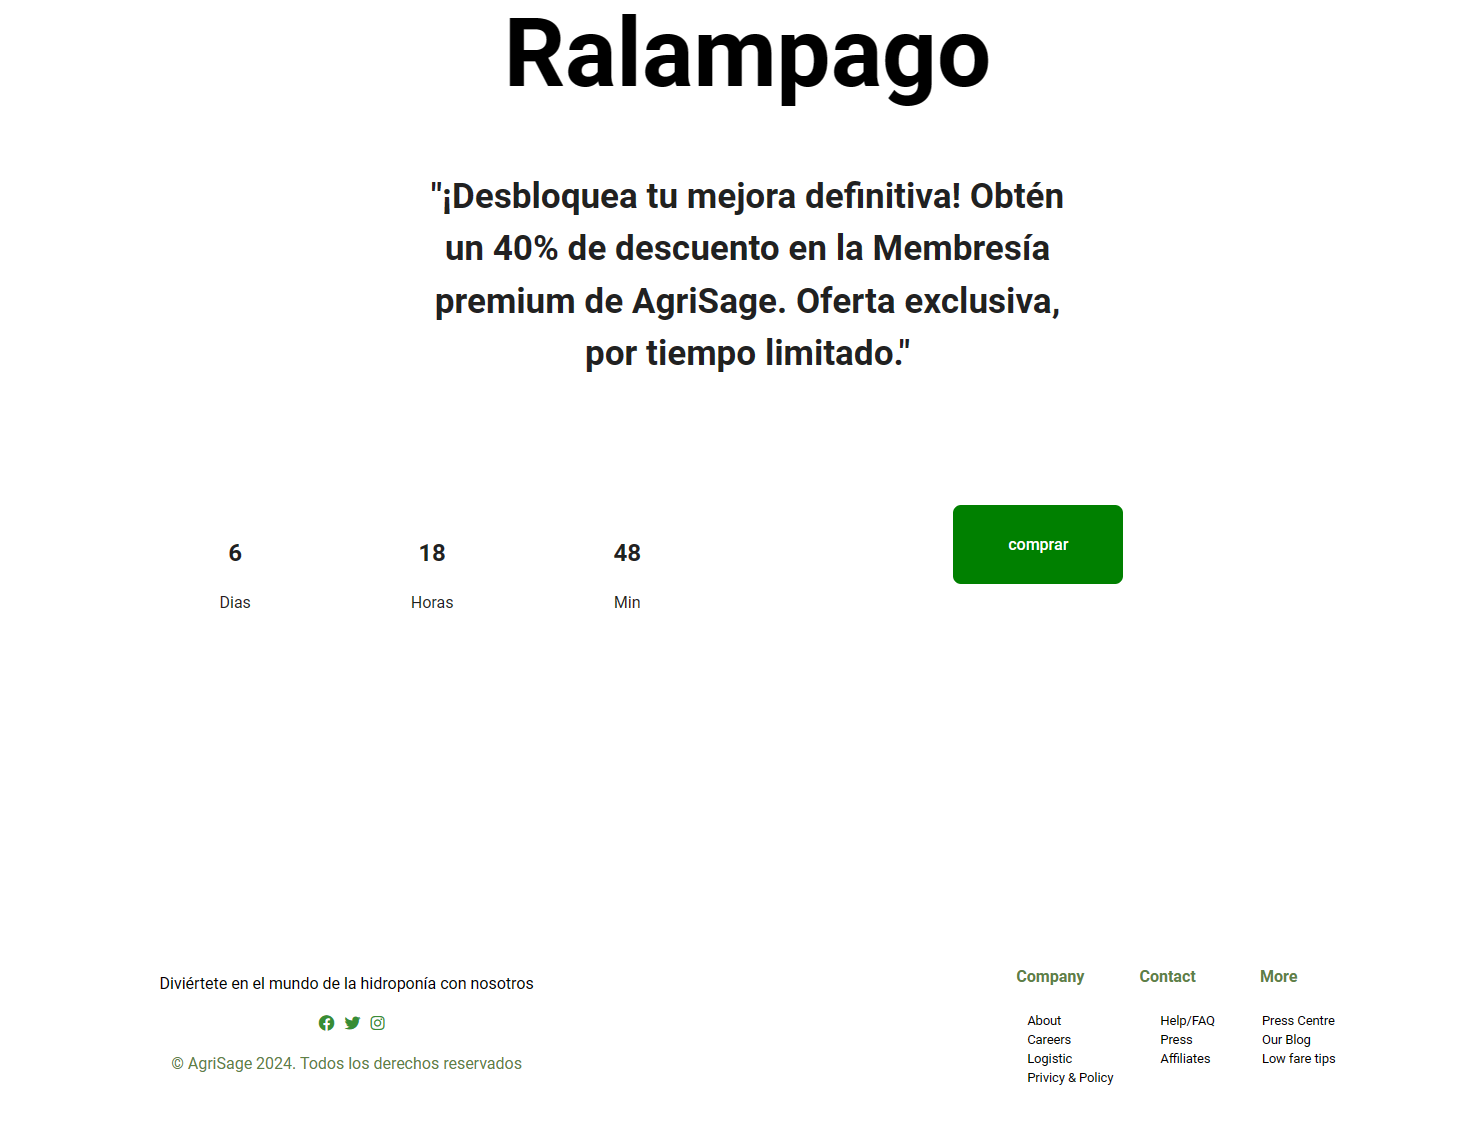 Ralampago
"¡Desbloquea tu mejora definitiva! Obtén
un 40% de descuento en la Membresía
premium de AgriSage. Oferta exclusiva,
por tiempo limitado."
6
Dias
18
Horas
48
Min
comprar
Diviértete en el mundo de la hidroponía con nosotros
© AgriSage 2024. Todos los derechos reservados
Company
About
Careers
Logistic
Privicy & Policy
Contact
Help/FAQ
Press
Affiliates
More
Press Centre
Our Blog
Low fare tips